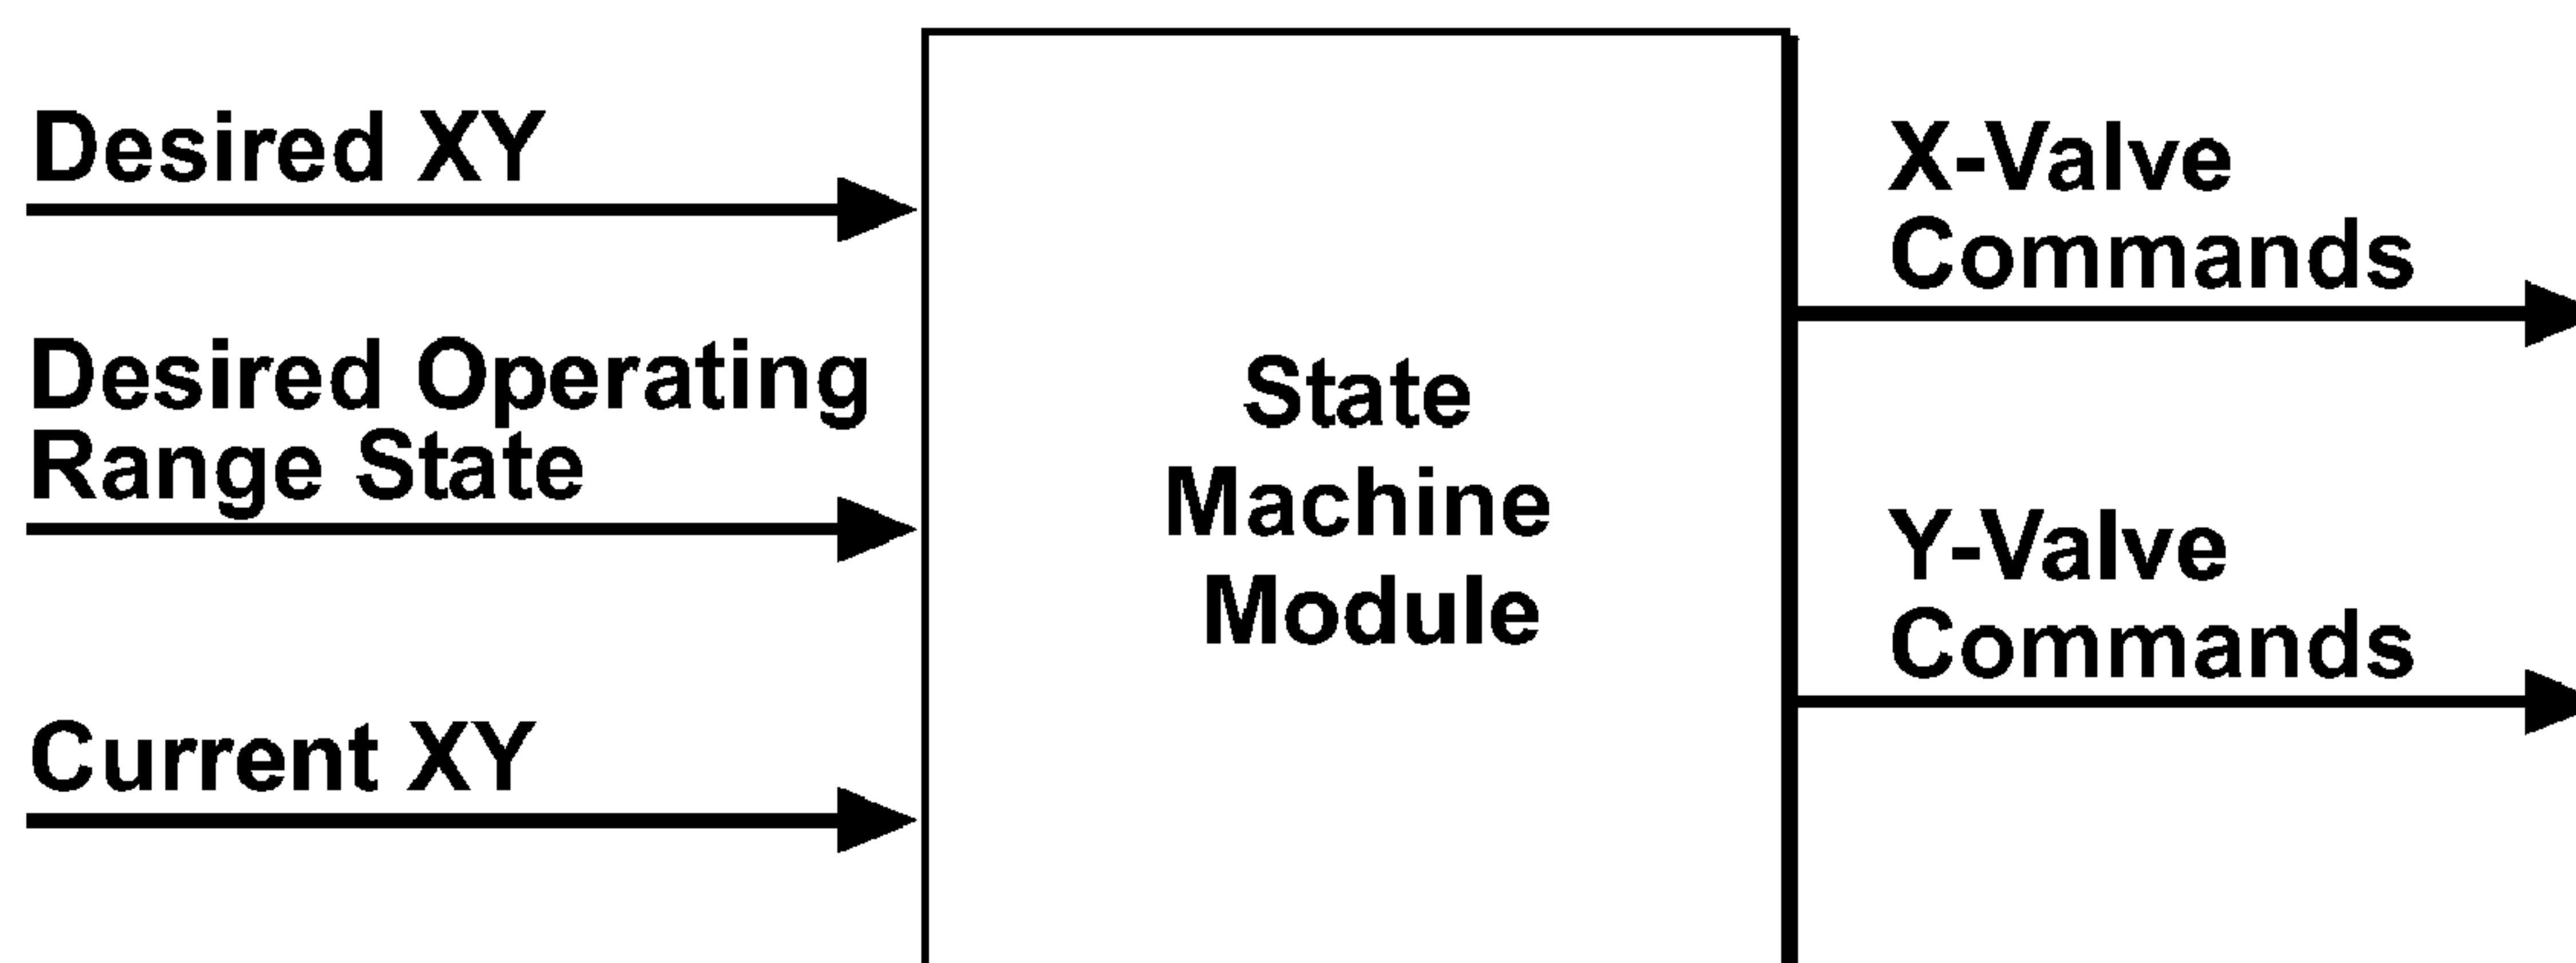 Desired XY
Desired Operating
Range State
Current XY
State
Machine
Module
X-Valve
Commands
Y-Valve
Commands